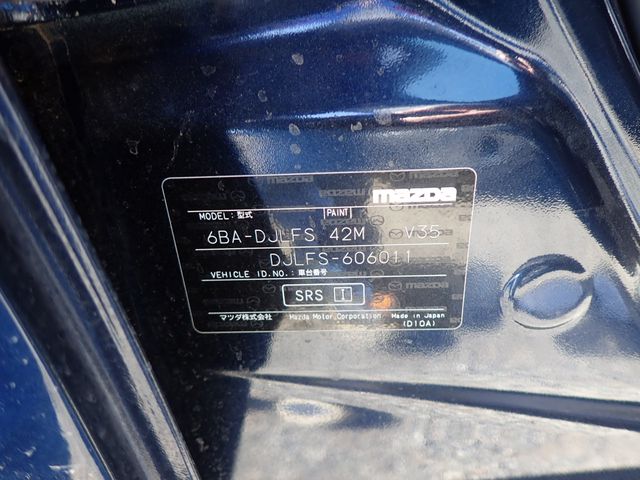 mazda
MODEL:型式 PAINT
6BA-DJLFS 42M V35
DJLFS-606011
VEHICLE ID.NO.:車台番号
SRS I
マツダ株式会社 Mazda Motor Corporation Made in Japan
(D10A)